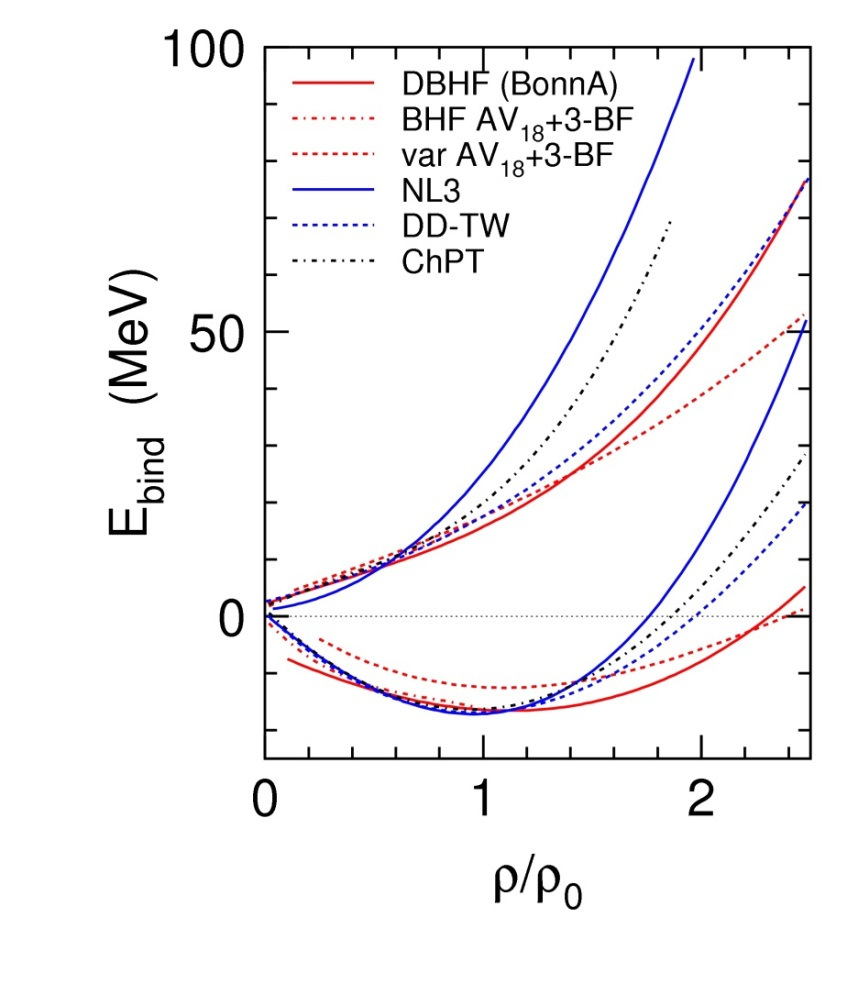 100
DBHF (BonnA)
BHF AV18+3-BF
var AV18+3-BF
NL3
DD-TW
ChPT
50
0
Ebind (MeV)
0 1 2
ρ/ρ0